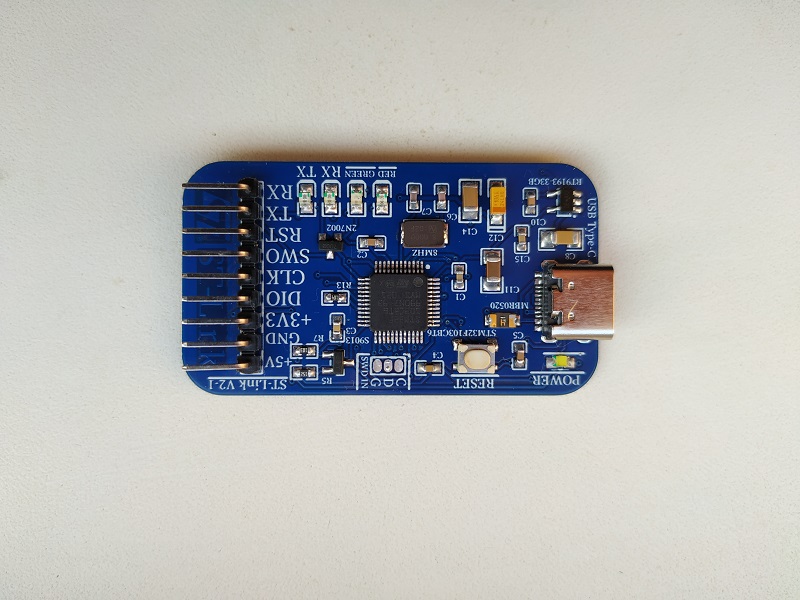 POWER
RESET
C D G
SWD IN
R5
ST-Link V2-1
+5V
C4
C5
S9013
R7
GND
STM32F103CBT6
C3
+3V3
MBR0520
DIO
C11
C1
R13
CLK
SWO
USB Type-C
C8
C15
8MHZ
C2
2N7002
RST
C10
C12
C14
C6
C7
TX
RX
RT9193-33GB
RED
GREEN
RX
TX